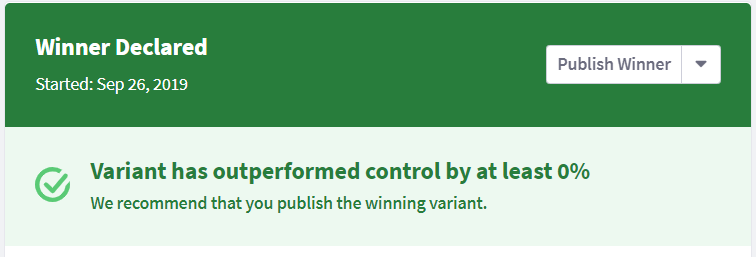 Winner Declared
Started: Sep 26, 2019
Publish Winner
Variant has outperformed control by at least 0%
We recommend that you publish the winning variant.